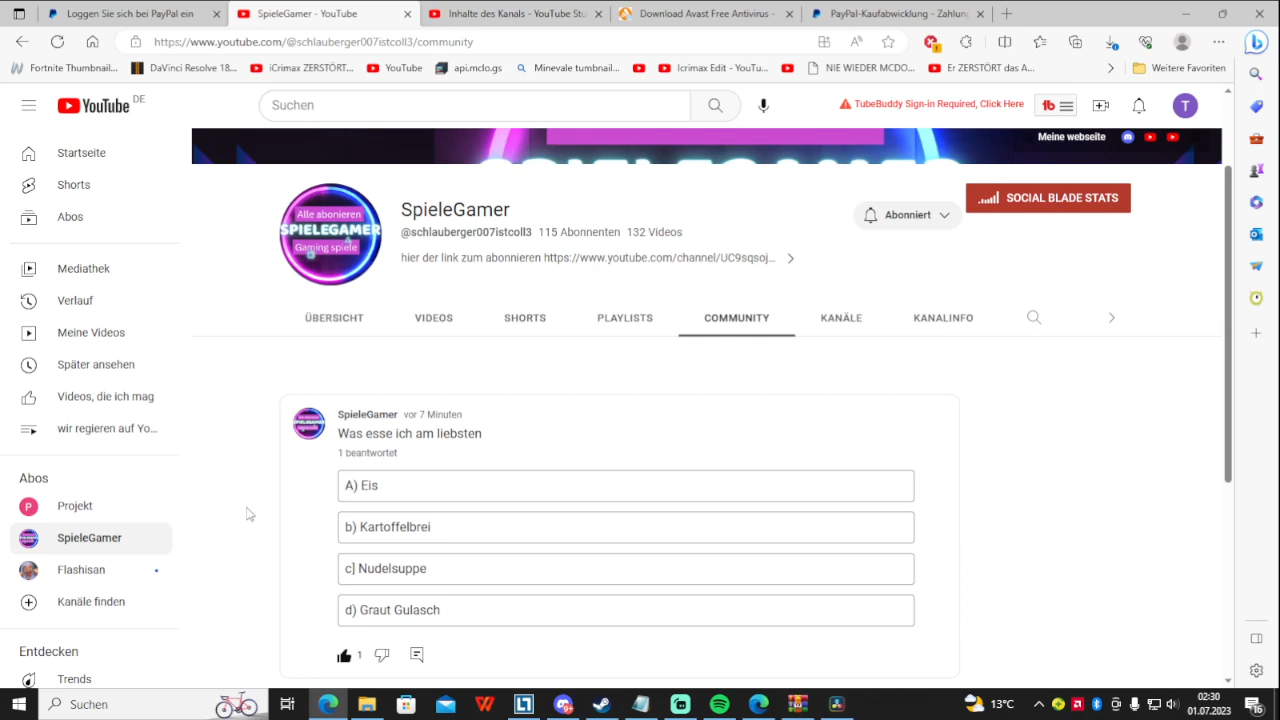 Loggen Sie sich bei PayPal ein
SpieleGamer - YouTube
Inhalte des Kanals - YouTube Stu
Download Avast Free Antivirus -
PayPal-Kaufabwicklung - Zahlung
https://www.youtube.com/@schlauberger007istcoll3/community
Fortnite Thumbnail...
DaVinci Resolve 18...
iCrimax ZERSTÖRT...
YouTube
api.mclo.gs
Minevale tumbnail...
Icrimax Edit - YouTu...
NIE WIEDER MCDO...
Er ZERSTÖRT das A...
Weitere Favoriten
YouTube DE
Suchen
TubeBuddy Sign-in Required, Click Here
tb
T
Meine webseite
Startseite
Shorts
Abos
Mediathek
Verlauf
Meine Videos
Später ansehen
Videos, die ich mag
wir regieren auf Yo...
Abos
P Projekt
SpieleGamer
Flashisan
Kanäle finden
Entdecken
Trends
Alle abonieren
SPIELEGAMER
Gaming spiele
SpieleGamer
@schlauberger007istcoll3 115 Abonnenten 132 Videos
hier der link zum abonnieren https://www.youtube.com/channel/UC9sqsoj...
Abonniert
SOCIAL BLADE STATS
ÜBERSICHT VIDEOS SHORTS PLAYLISTS COMMUNITY KANÄLE KANALINFO
SpieleGamer vor 7 Minuten
Was esse ich am liebsten
1 beantwortet
A) Eis
b) Kartoffelbrei
c] Nudelsuppe
d) Graut Gulasch
1
Suchen
13°C
02:30
01.07.2023
16